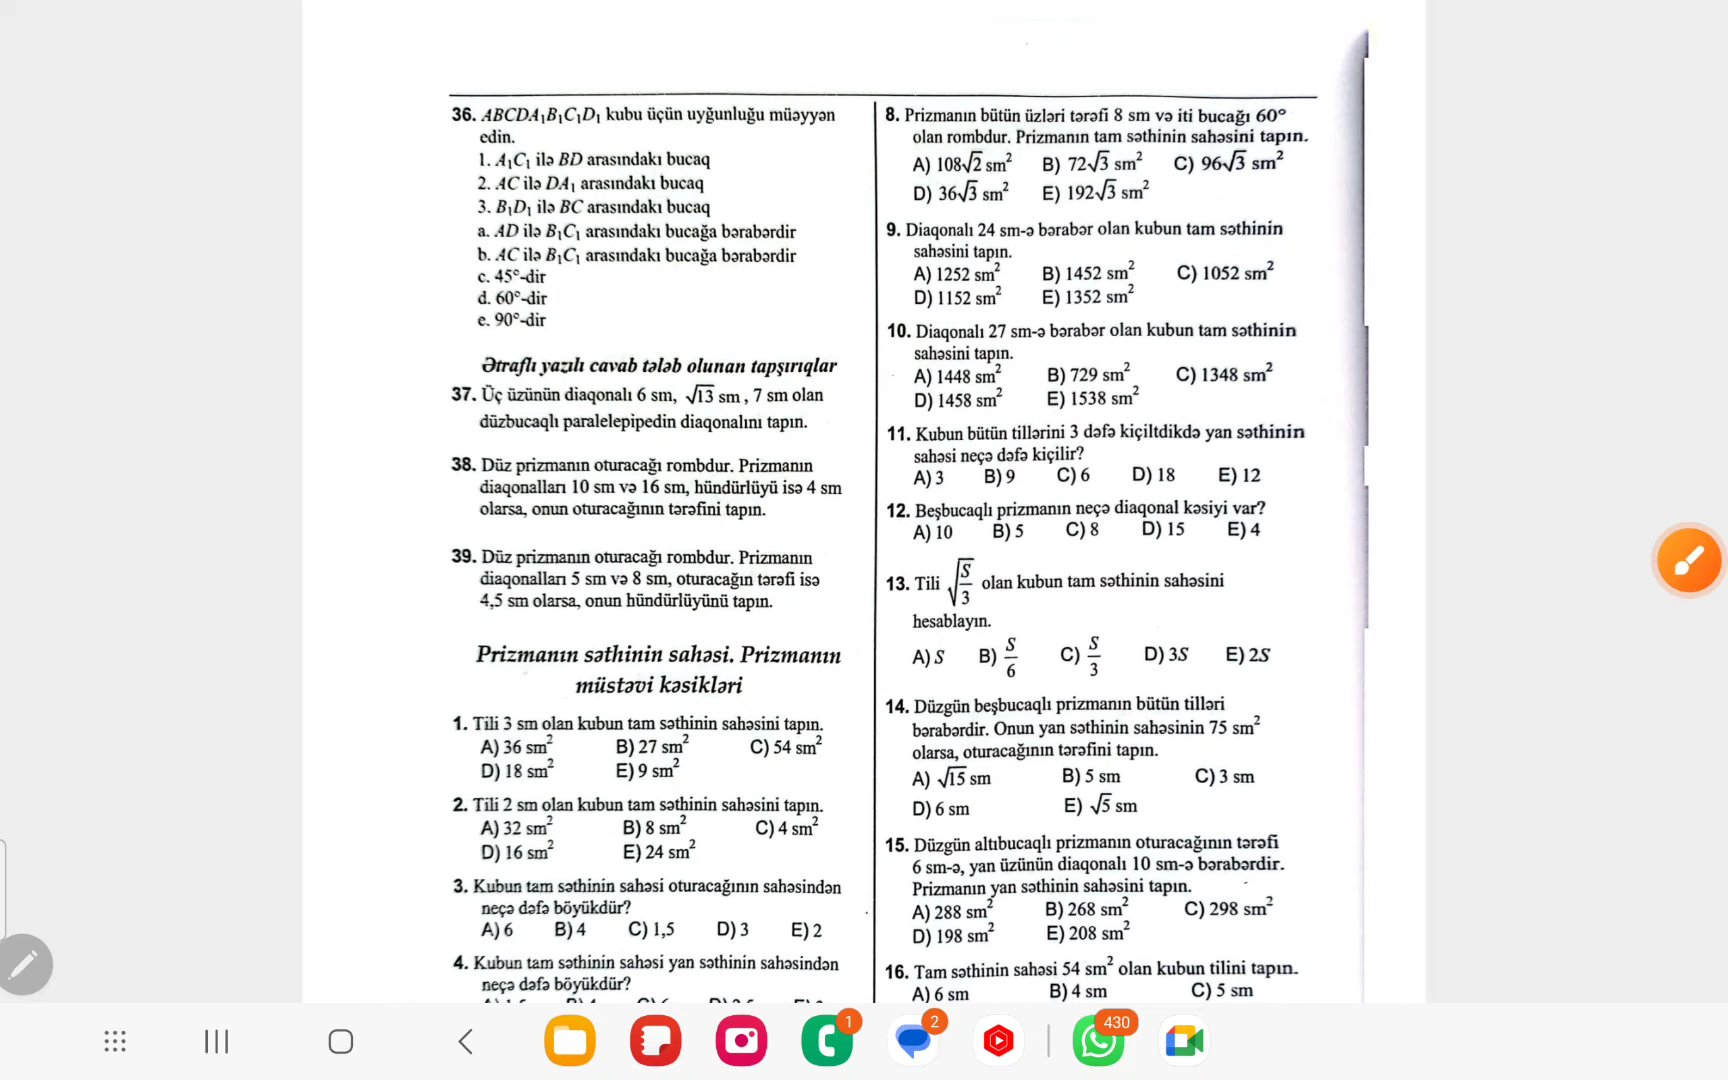 36. ABCDA₁B₁C₁D₁ kubu üçün uyğunluğu müəyyən
edin.
1. A₁C₁ ilə BD arasındakı bucaq
2. AC ilə DA₁ arasındakı bucaq
3. B₁D₁ ilə BC arasındakı bucaq
a. AD ilə B₁C₁ arasındakı bucağa bərabərdir
b. AC ilə B₁C₁ arasındakı bucağa bərabərdir
c. 45°-dir
d. 60°-dir
e. 90°-dir
Ətraflı yazılı cavab tələb olunan tapşırıqlar
37. Üç üzünün diaqonalı 6 sm, √13 sm, 7 sm olan
düzbucaqlı paralelepipedin diaqonalını tapın.
38. Düz prizmanın oturacağı rombdur. Prizmanın
diaqonalları 10 sm və 16 sm, hündürlüyü isə 4 sm
olarsa, onun oturacağının tərəfini tapın.
39. Düz prizmanın oturacağı rombdur. Prizmanın
diaqonalları 5 sm və 8 sm, oturacağın tərəfi isə
4,5 sm olarsa, onun hündürlüyünü tapın.
Prizmanın səthinin sahəsi. Prizmanın
müstəvi kəsikləri
1. Tili 3 sm olan kubun tam səthinin sahəsini tapın.
A) 36 sm² B) 27 sm² C) 54 sm²
D) 18 sm² E) 9 sm²
2. Tili 2 sm olan kubun tam səthinin sahəsini tapın.
A) 32 sm² B) 8 sm² C) 4 sm²
D) 16 sm² E) 24 sm²
3. Kubun tam səthinin sahəsi oturacağının sahəsindən
neçə dəfə böyükdür?
A) 6 B) 4 C) 1,5 D) 3 E) 2
4. Kubun tam səthinin sahəsi yan səthinin sahəsindən
neçə dəfə böyükdür?
8. Prizmanın bütün üzləri tərəfi 8 sm və iti bucağı 60°
olan rombdur. Prizmanın tam səthinin sahəsini tapın.
A) 108√2 sm² B) 72√3 sm² C) 96√3 sm²
D) 36√3 sm² E) 192√3 sm²
9. Diaqonalı 24 sm-ə bərabər olan kubun tam səthinin
sahəsini tapın.
A) 1252 sm² B) 1452 sm² C) 1052 sm²
D) 1152 sm² E) 1352 sm²
10. Diaqonalı 27 sm-ə bərabər olan kubun tam səthinin
sahəsini tapın.
A) 1448 sm² B) 729 sm² C) 1348 sm²
D) 1458 sm² E) 1538 sm²
11. Kubun bütün tillərini 3 dəfə kiçiltdikdə yan səthinin
sahəsi neçə dəfə kiçilir?
A) 3 B) 9 C) 6 D) 18 E) 12
12. Beşbucaqlı prizmanın neçə diaqonal kəsiyi var?
A) 10 B) 5 C) 8 D) 15 E) 4
13. Tili √(S/3) olan kubun tam səthinin sahəsini
hesablayın.
A) S B) S/6 C) S/3 D) 3S E) 2S
14. Düzgün beşbucaqlı prizmanın bütün tilləri
bərabərdir. Onun yan səthinin sahəsinin 75 sm²
olarsa, oturacağının tərəfini tapın.
A) √15 sm B) 5 sm C) 3 sm
D) 6 sm E) √5 sm
15. Düzgün altıbucaqlı prizmanın oturacağının tərəfi
6 sm-ə, yan üzünün diaqonalı 10 sm-ə bərabərdir.
Prizmanın yan səthinin sahəsini tapın.
A) 288 sm² B) 268 sm² C) 298 sm²
D) 198 sm² E) 208 sm²
16. Tam səthinin sahəsi 54 sm² olan kubun tilini tapın.
A) 6 sm B) 4 sm C) 5 sm
1
2
430